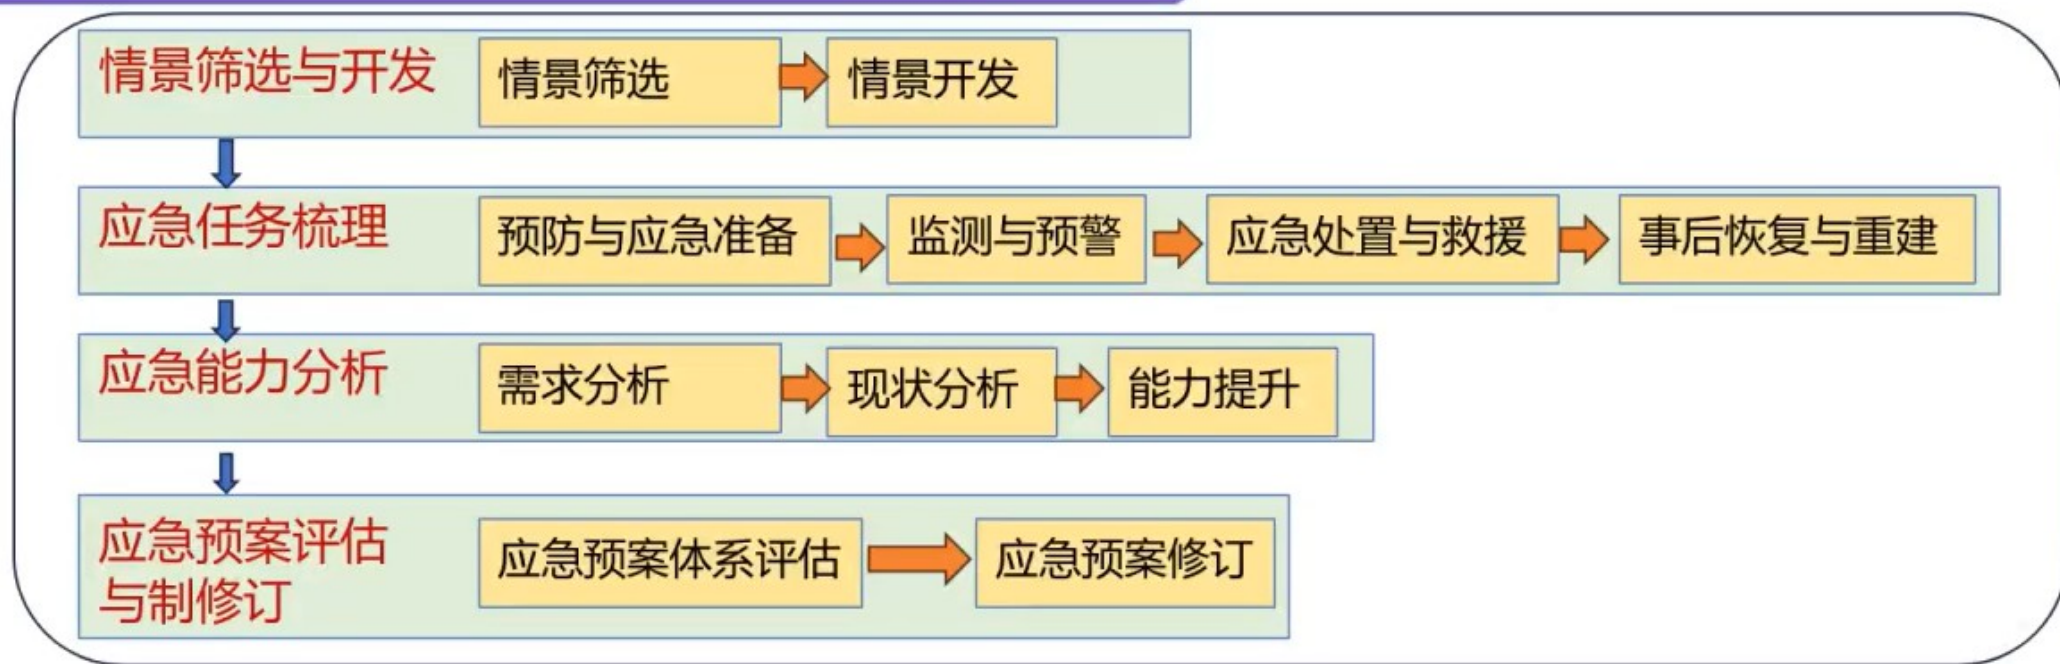 情景筛选与开发
情景筛选
情景开发
应急任务梳理
预防与应急准备
监测与预警
应急处置与救援
事后恢复与重建
应急能力分析
需求分析
现状分析
能力提升
应急预案评估
与制修订
应急预案体系评估
应急预案修订